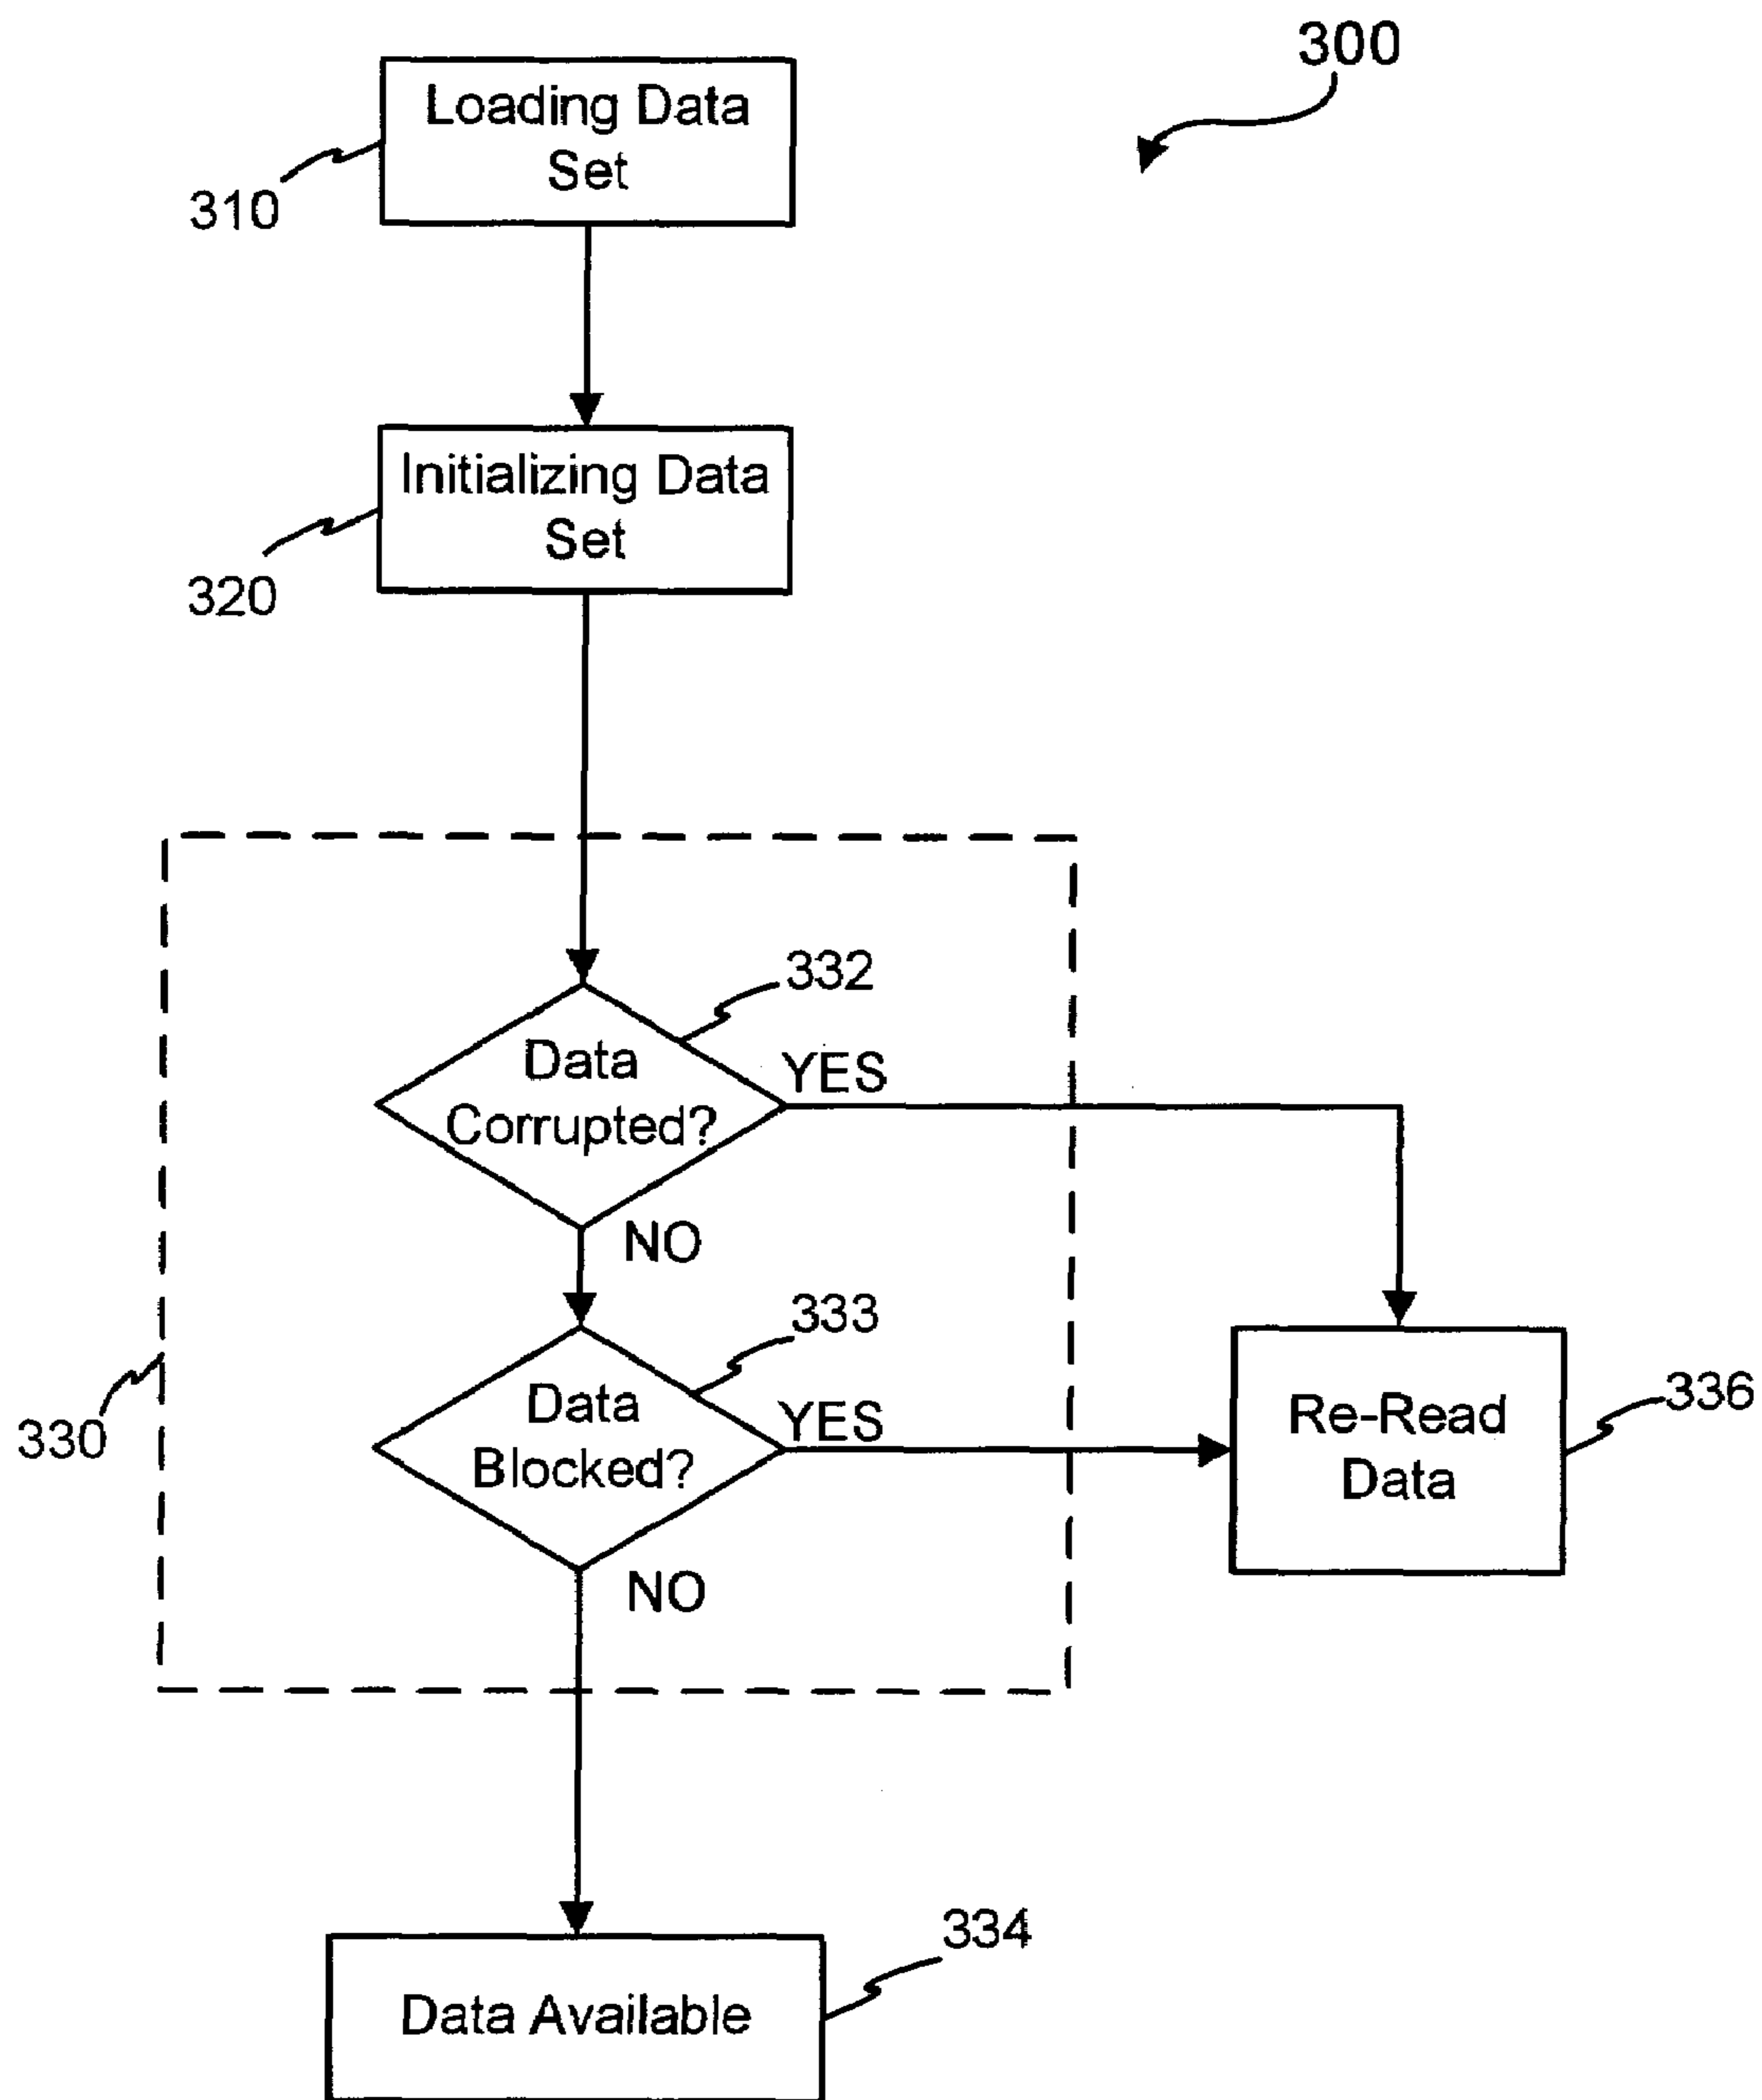 300
Loading Data
Set
310
Initializing Data
Set
320
332
Data
Corrupted?
YES
NO
333
Data
Blocked?
YES
NO
330
Re-Read
Data
336
334
Data Available